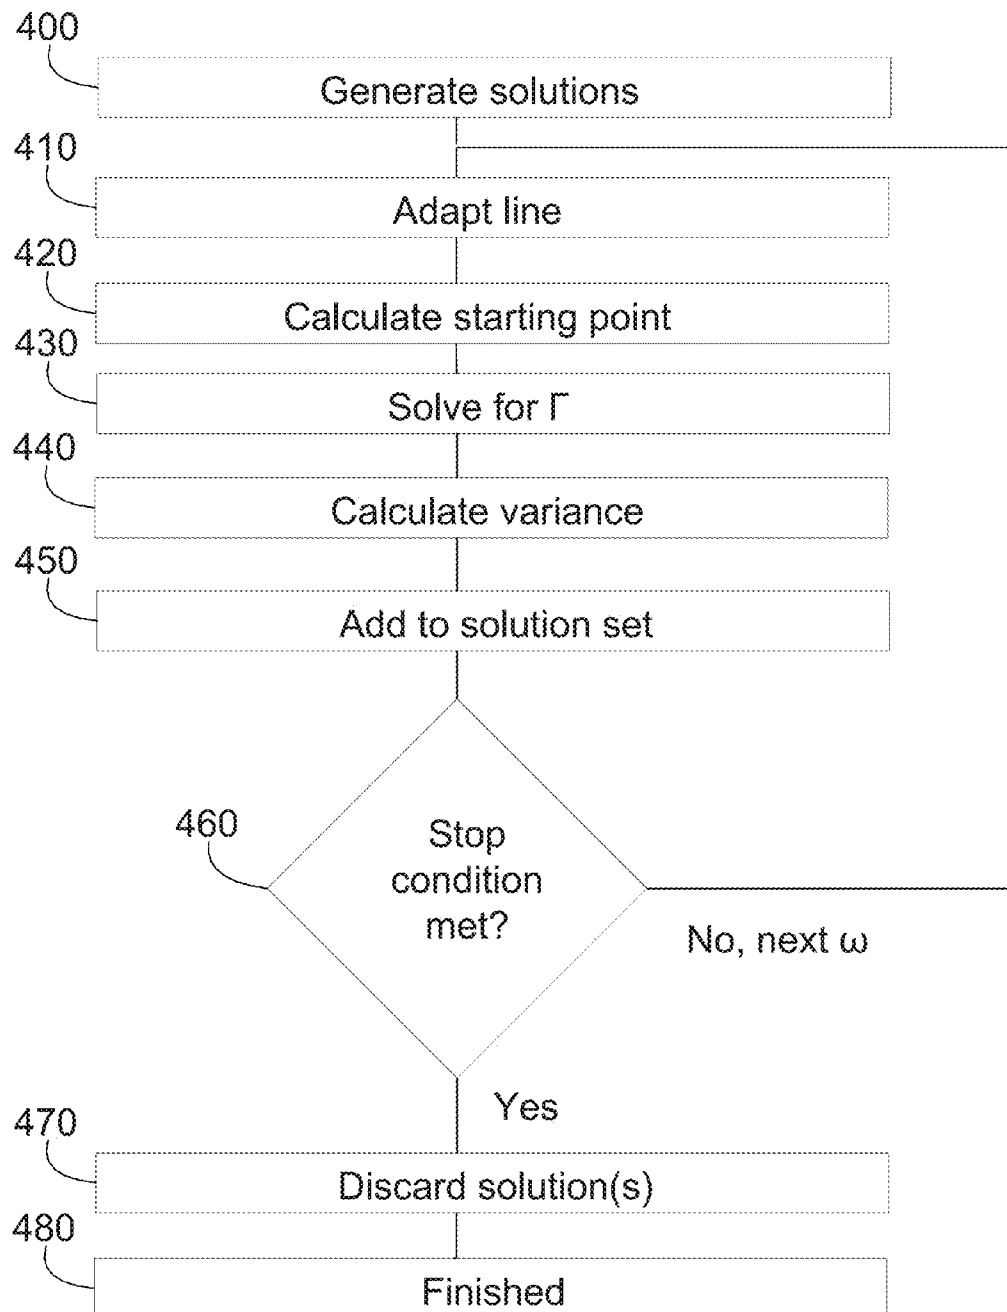 400
Generate solutions
410
Adapt line
420
Calculate starting point
430
Solve for Γ
440
Calculate variance
450
Add to solution set
460
Stop
condition
met?
No, next ω
Yes
470
Discard solution(s)
480
Finished